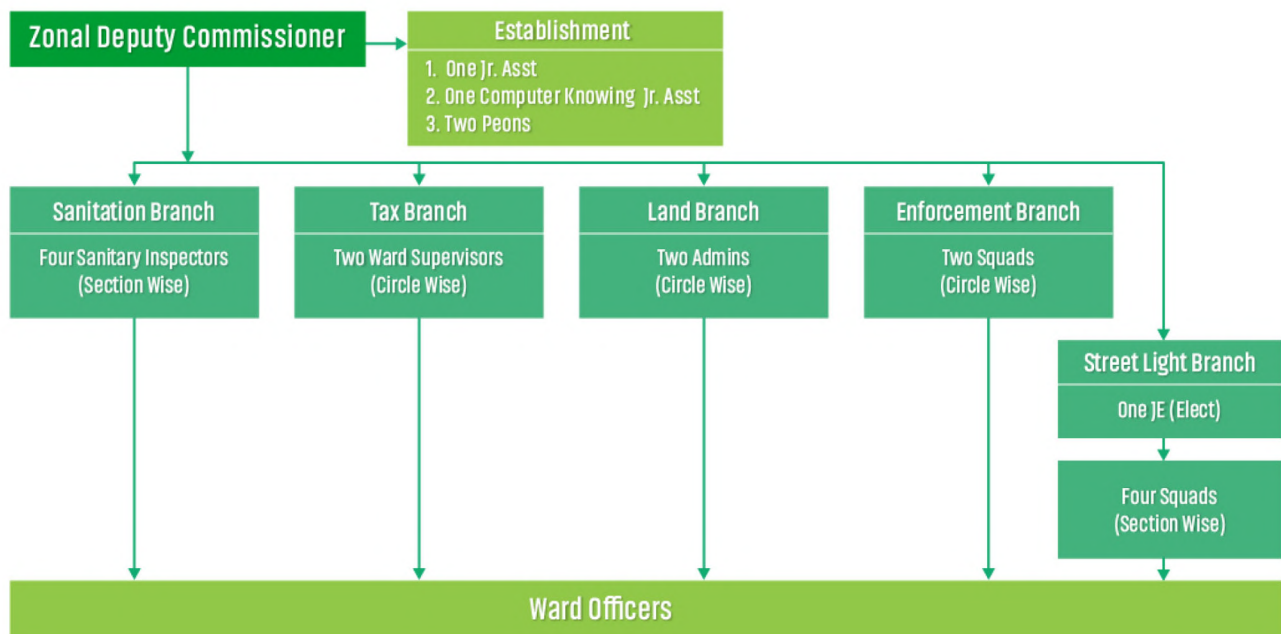 Zonal Deputy Commissioner
Establishment
1. One Jr. Asst
2. One Computer Knowing Jr. Asst
3. Two Peons
Sanitation Branch
Four Sanitary Inspectors
(Section Wise)
Tax Branch
Two Ward Supervisors
(Circle Wise)
Land Branch
Two Admins
(Circle Wise)
Enforcement Branch
Two Squads
(Circle Wise)
Street Light Branch
One JE (Elect)
Four Squads
(Section Wise)
Ward Officers